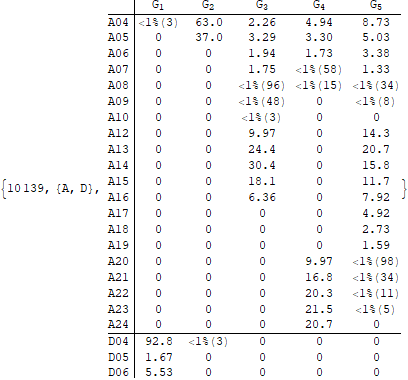 G1 G2 G3 G4 G5
A04 <1%(3) 63.0 2.26 4.94 8.73
A05 0 37.0 3.29 3.30 5.03
A06 0 0 1.94 1.73 3.38
A07 0 0 1.75 <1%(58) 1.33
A08 0 0 <1%(96) <1%(15) <1%(34)
A09 0 0 <1%(48) 0 <1%(8)
A10 0 0 <1%(3) 0 0
A12 0 0 9.97 0 14.3
A13 0 0 24.4 0 20.7
A14 0 0 30.4 0 15.8
A15 0 0 18.1 0 11.7
{10139, {A, D}, A16 0 0 6.36 0 7.92 }
A17 0 0 0 0 4.92
A18 0 0 0 0 2.73
A19 0 0 0 0 1.59
A20 0 0 0 9.97 <1%(98)
A21 0 0 0 16.8 <1%(34)
A22 0 0 0 20.3 <1%(11)
A23 0 0 0 21.5 <1%(5)
A24 0 0 0 20.7 0
D04 92.8 <1%(3) 0 0 0
D05 1.67 0 0 0 0
D06 5.53 0 0 0 0